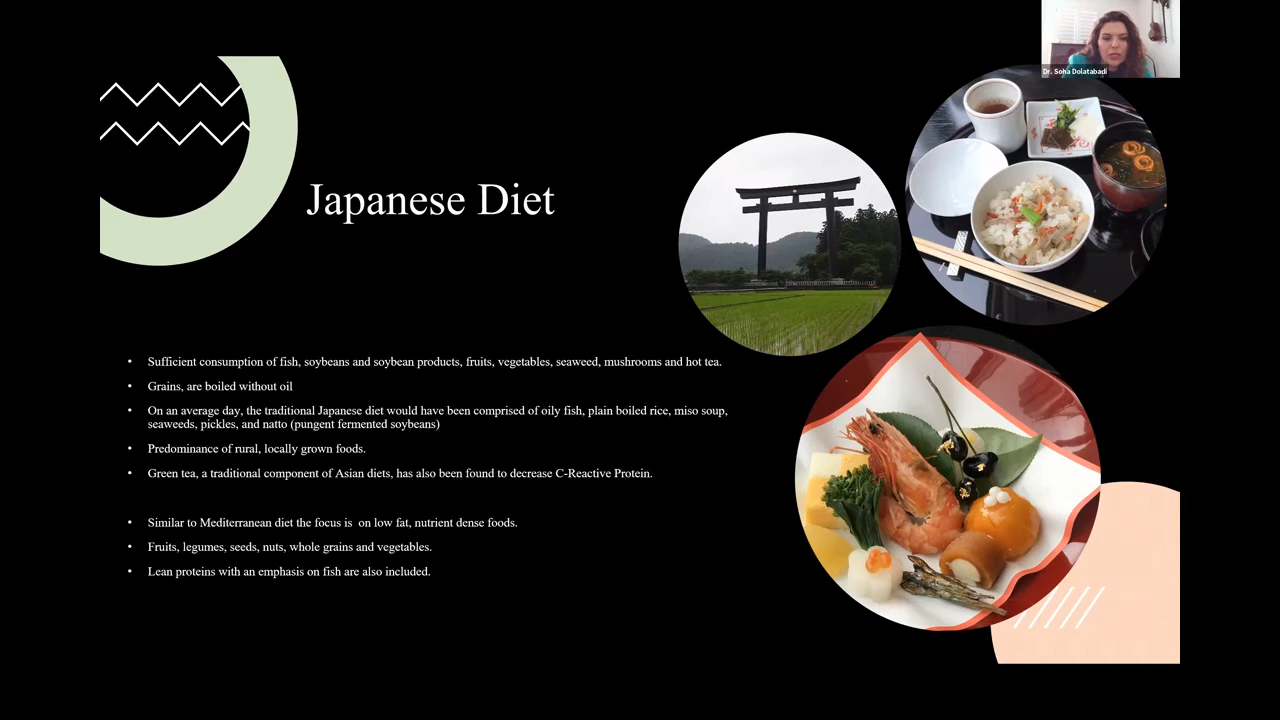 Dr. Soha Dolatabadi
Japanese Diet
• Sufficient consumption of fish, soybeans and soybean products, fruits, vegetables, seaweed, mushrooms and hot tea.
• Grains, are boiled without oil
• On an average day, the traditional Japanese diet would have been comprised of oily fish, plain boiled rice, miso soup,
seaweeds, pickles, and natto (pungent fermented soybeans)
• Predominance of rural, locally grown foods.
• Green tea, a traditional component of Asian diets, has also been found to decrease C-Reactive Protein.
• Similar to Mediterranean diet the focus is  on low fat, nutrient dense foods.
• Fruits, legumes, seeds, nuts, whole grains and vegetables.
• Lean proteins with an emphasis on fish are also included.